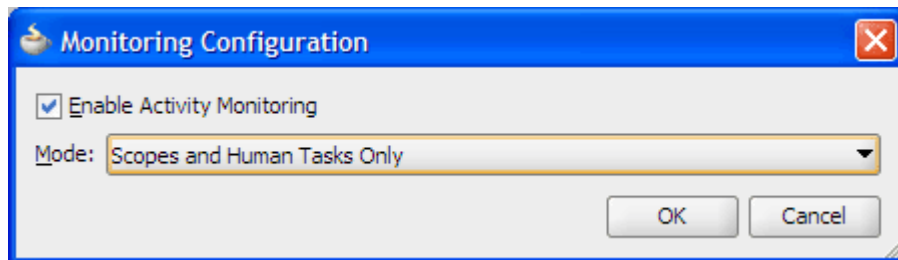 Monitoring Configuration
Enable Activity Monitoring
Mode: Scopes and Human Tasks Only
OK Cancel